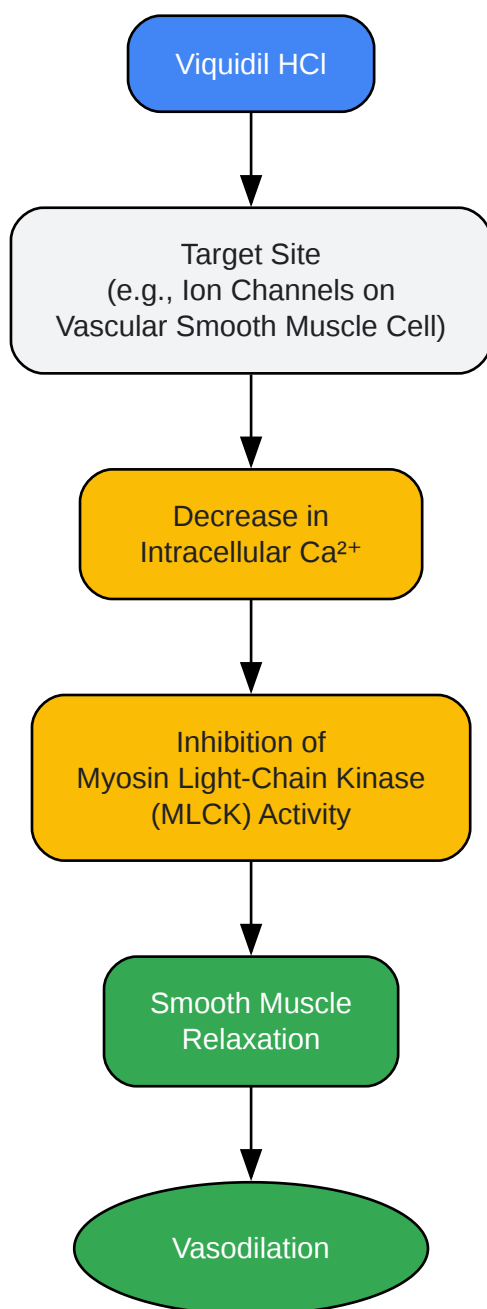 Viquidil HCl
Target Site
(e.g., Ion Channels on
Vascular Smooth Muscle Cell)
Decrease in
Intracellular Ca²⁺
Inhibition of
Myosin Light-Chain Kinase
(MLCK) Activity
Smooth Muscle
Relaxation
Vasodilation